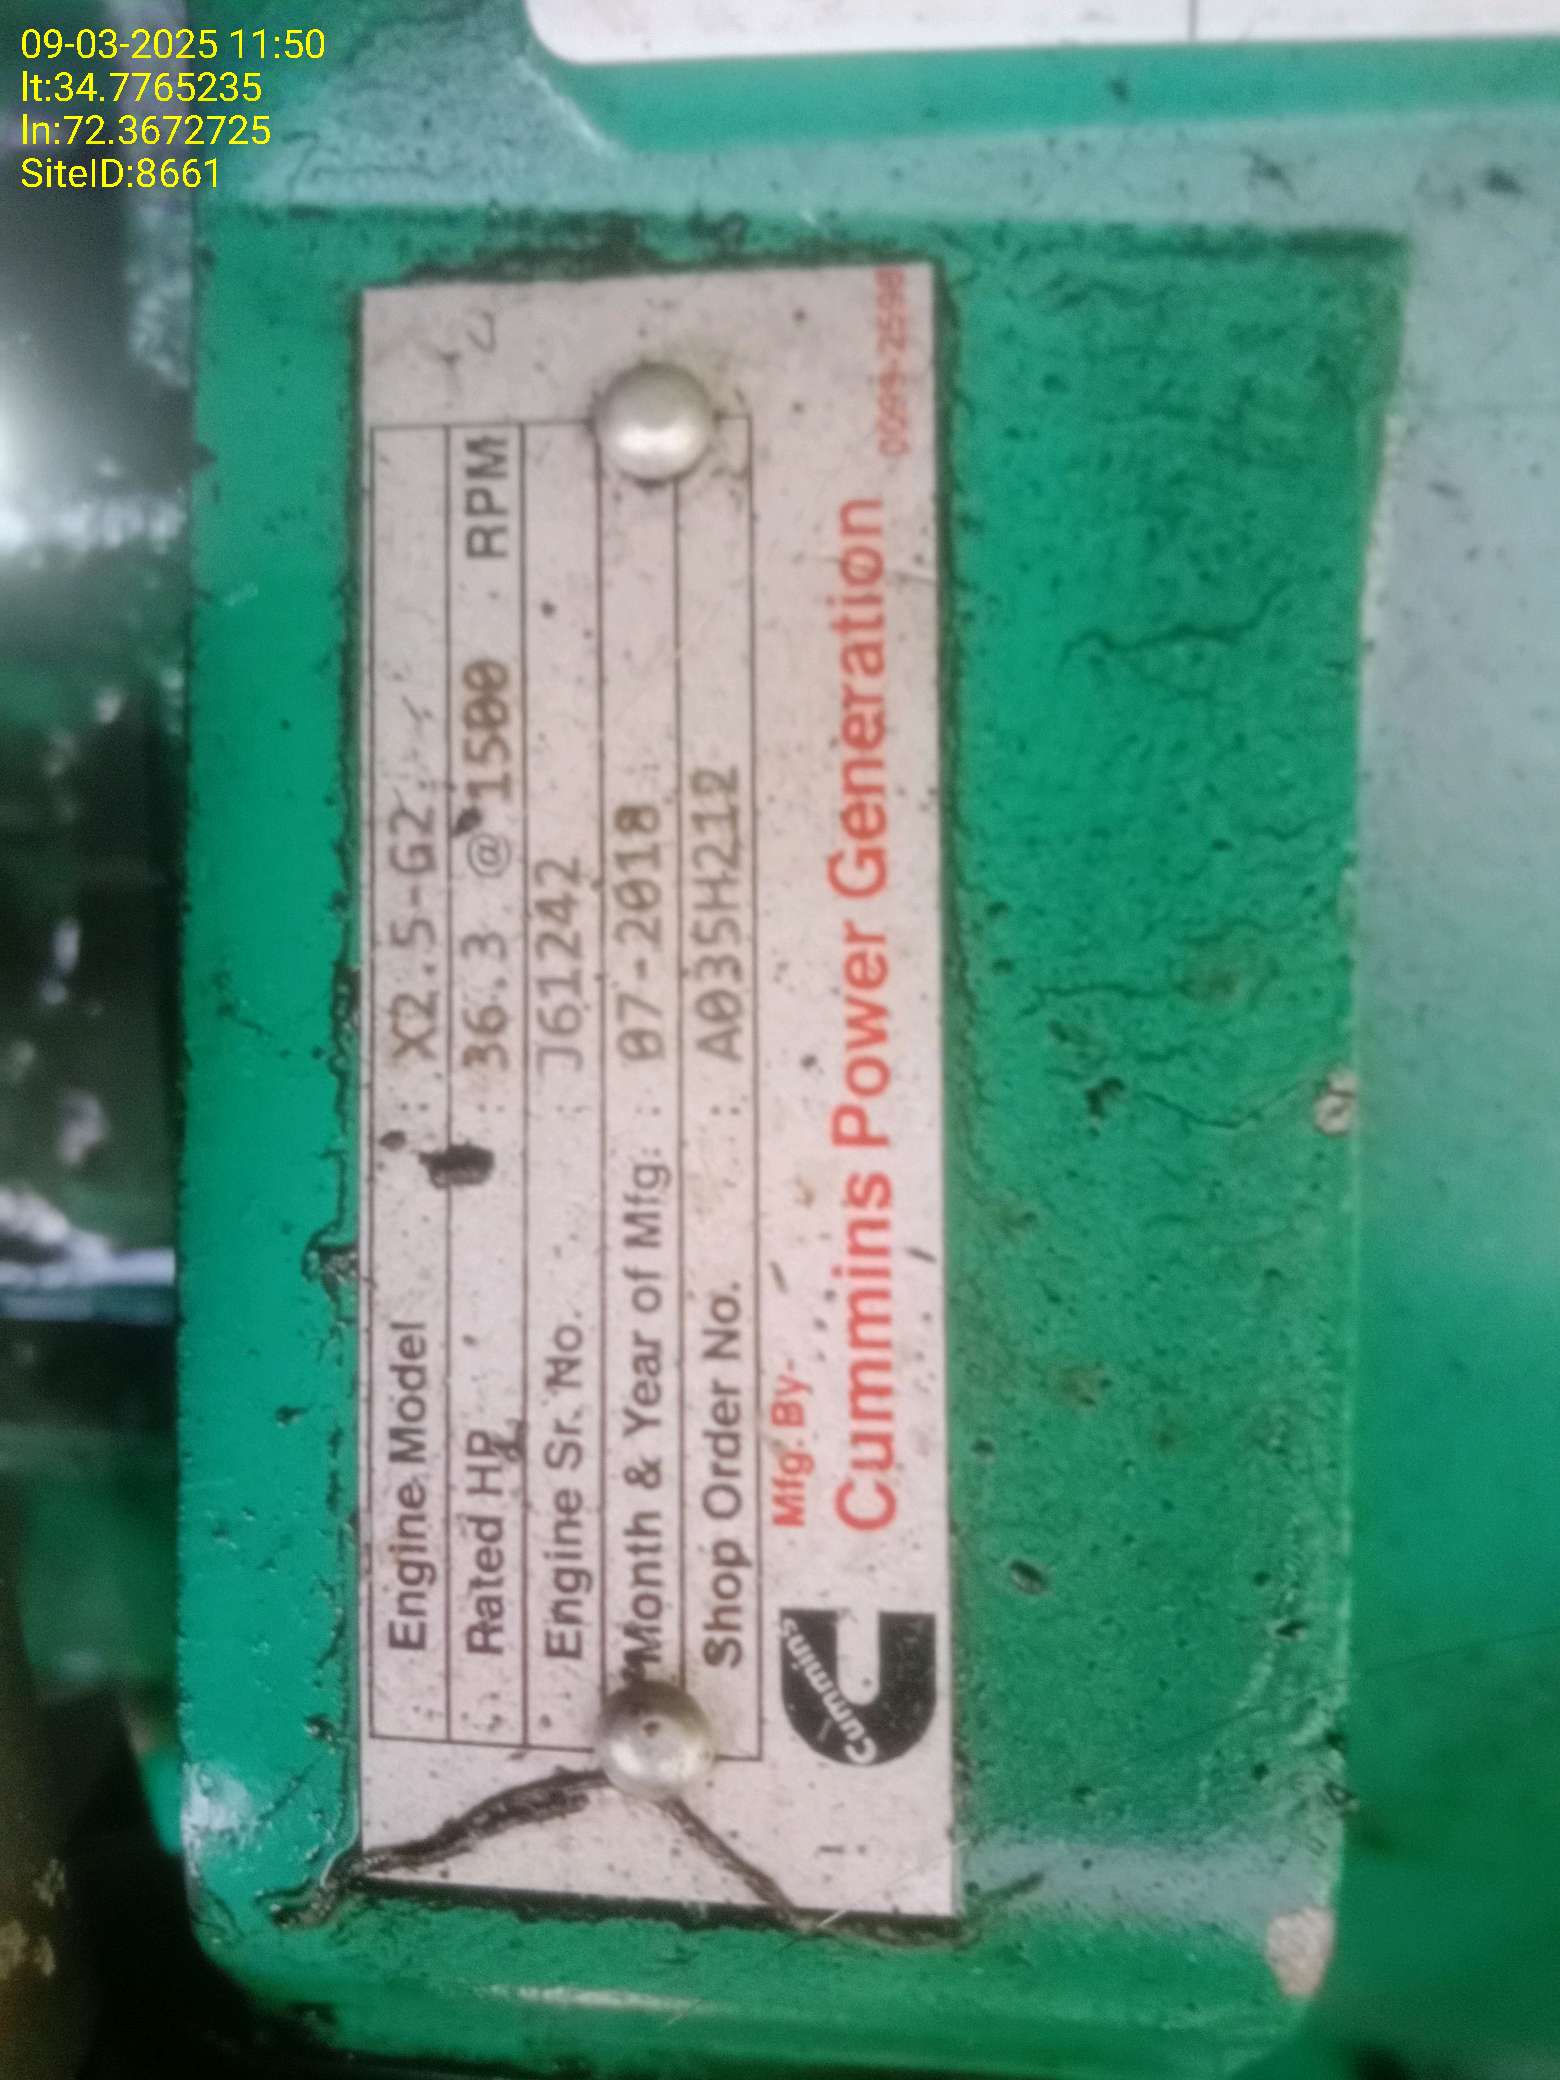 09-03-2025 11:50
lt:34.7765235
ln:72.3672725
SiteID:8661
Engine Model : X2.5-G2
Rated HP : 36.3 @ 1500 RPM
Engine Sr. No. : J61242
Month & Year of Mfg: : 07-2018
Shop Order No. : A035H212
Mfg. By-
Cummins Power Generation
Cummins
0099-25598